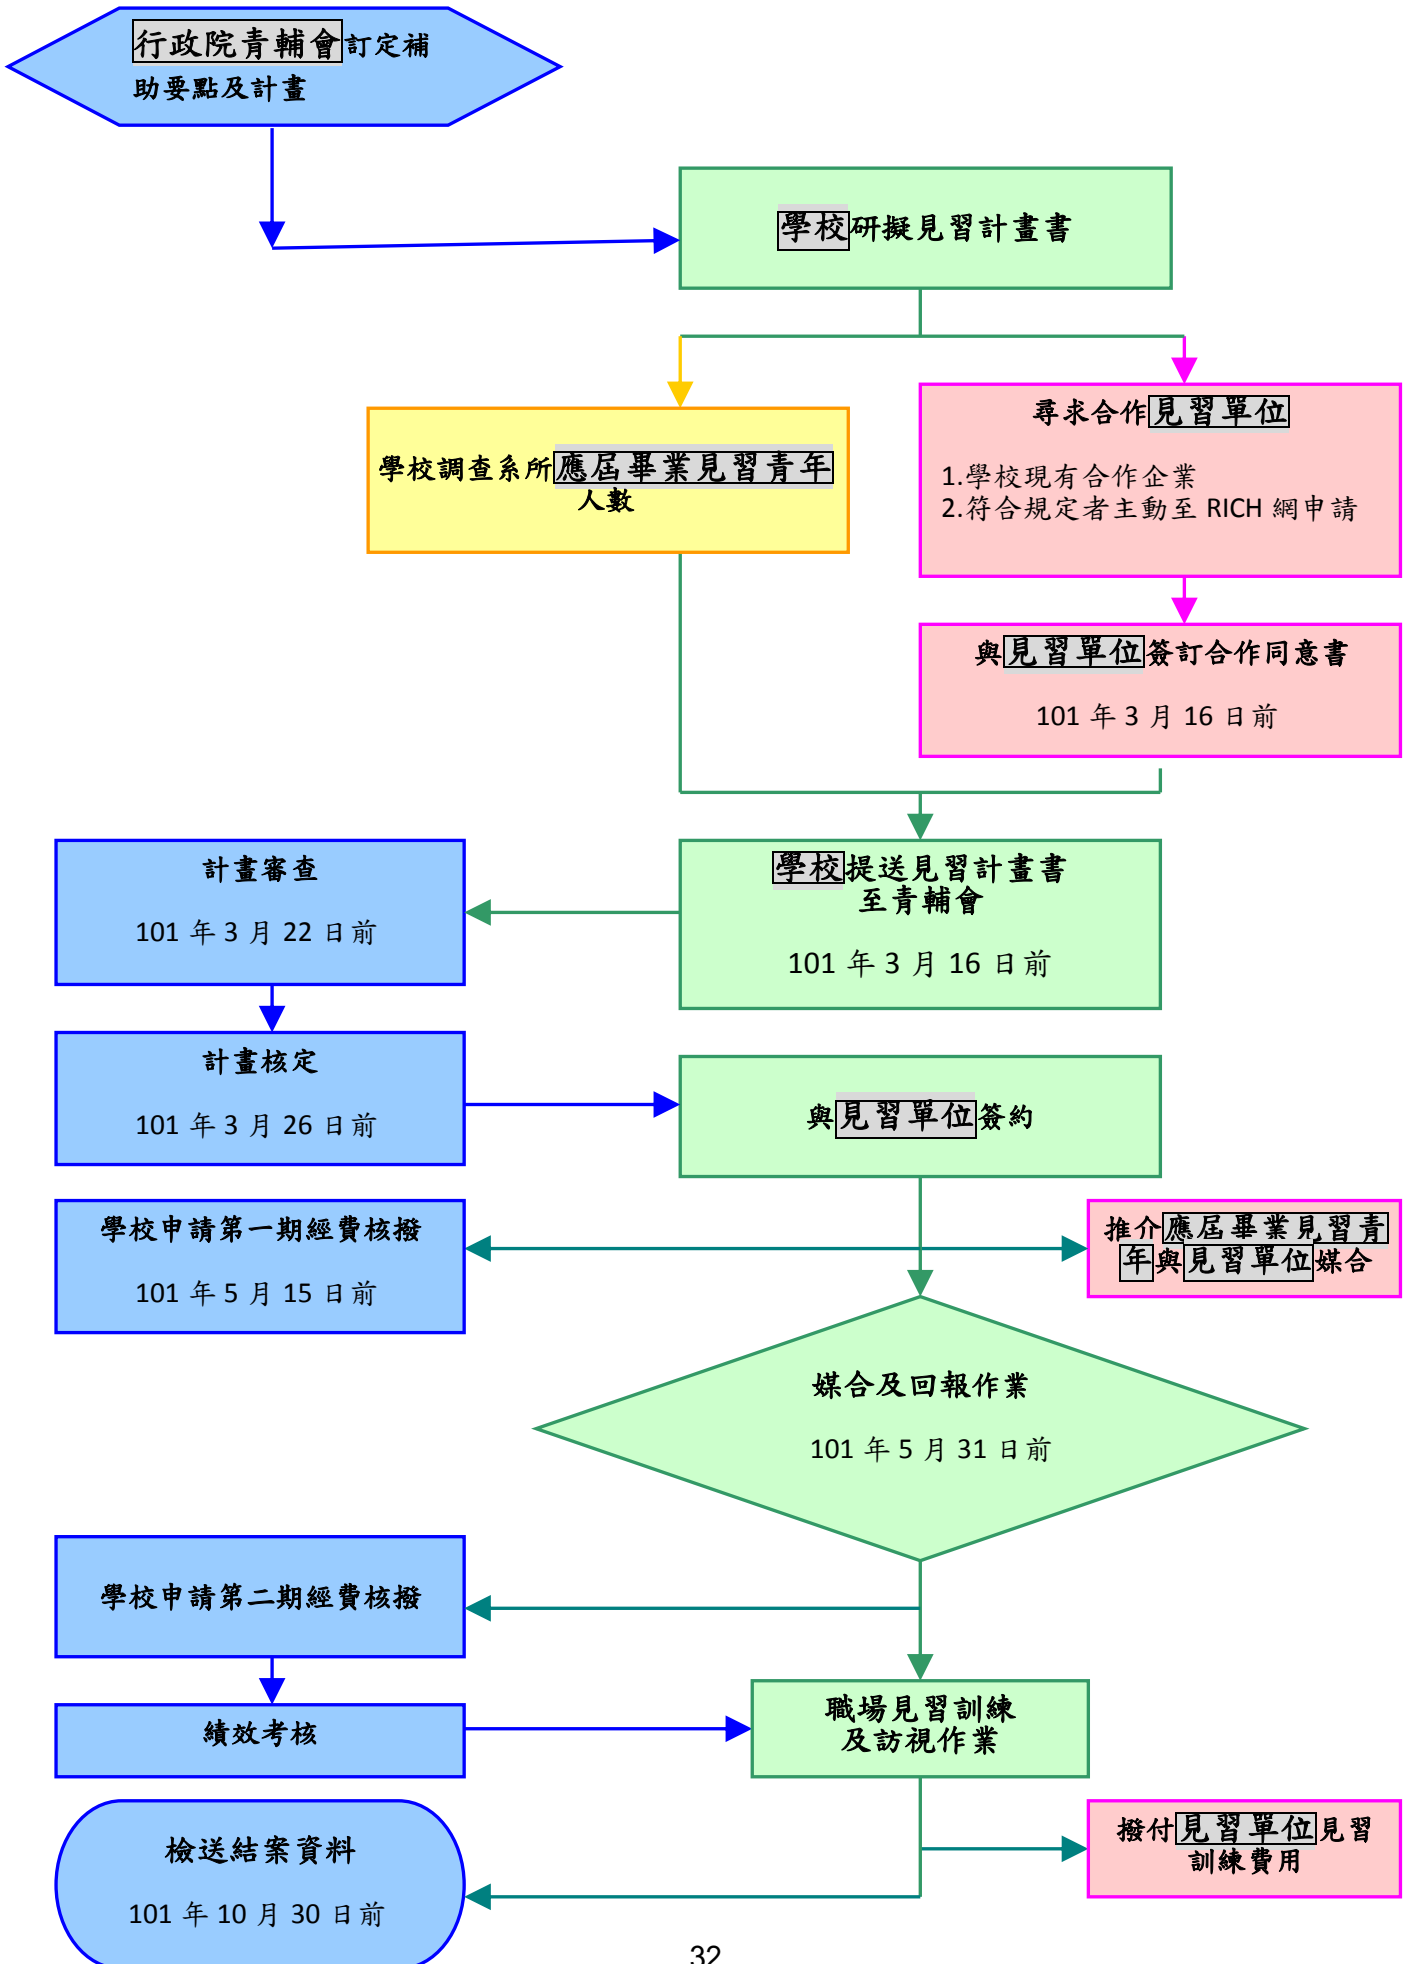 行政院青輔會訂定補
助要點及計畫
學校研擬見習計畫書
學校調查系所應屆畢業見習青年
人數
尋求合作見習單位
1.學校現有合作企業
2.符合規定者主動至 RICH 網申請
與見習單位簽訂合作同意書
101 年 3 月 16 日前
學校提送見習計畫書
至青輔會
101 年 3 月 16 日前
計畫審查
101 年 3 月 22 日前
計畫核定
101 年 3 月 26 日前
與見習單位簽約
學校申請第一期經費核撥
101 年 5 月 15 日前
推介應屆畢業見習青
年與見習單位媒合
媒合及回報作業
101 年 5 月 31 日前
學校申請第二期經費核撥
績效考核
職場見習訓練
及訪視作業
檢送結案資料
101 年 10 月 30 日前
撥付見習單位見習
訓練費用
32